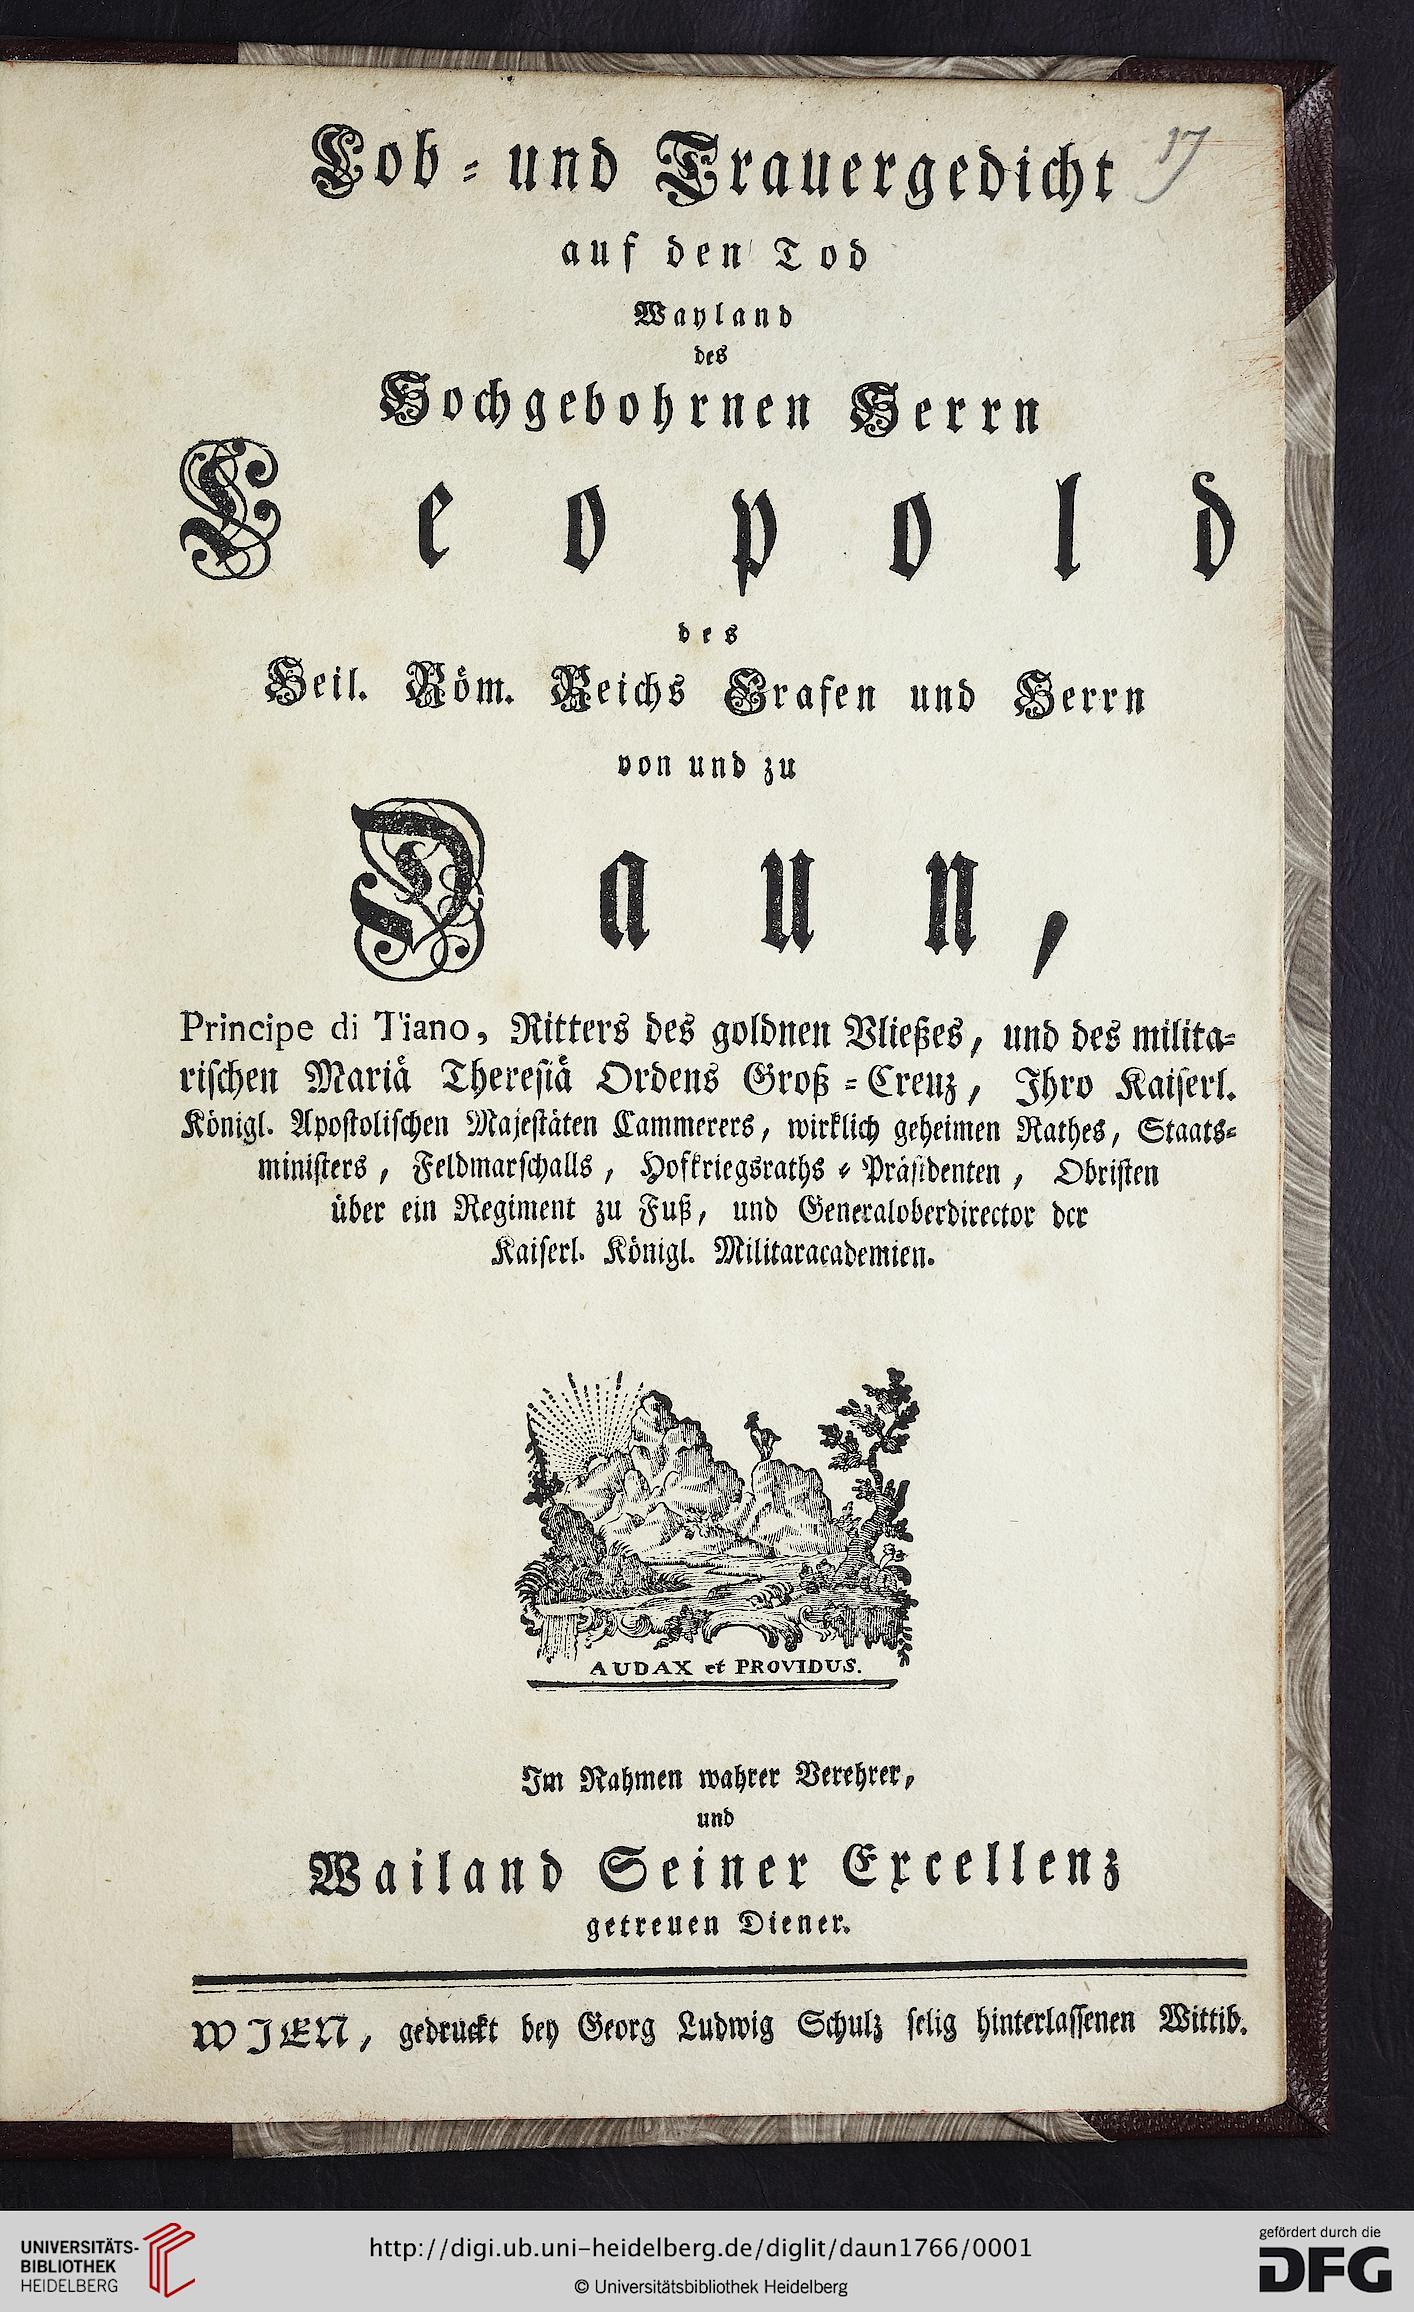 Lob- und Trauergedicht 17
auf den Tod
Wayland
des
Hochgebohrnen Herrn
Leopold
des
Heil. Röm. Reichs Grafen und Herrn
von und zu
Daun,
Principe di Tiano, Ritters des goldnen Vließes, und des milita-
rischen Mariä Theresiä Ordens Groß-Creuz, Ihro Kaiserl.
Königl. Apostolischen Majestäten Cammerers, wirklich geheimen Rathes, Staats-
ministers, Feldmarschalls, Hofkriegsraths-Präsidenten, Obristen
über ein Regiment zu Fuß, und Generaloberdirector der
Kaiserl. Königl. Militaracademien.
AUDAX et PROVIDUS.
Im Nahmen wahrer Verehrer,
und
Wailand Seiner Excellenz
getreuen Diener.
WIEN, gedruckt bey Georg Ludwig Schulz selig hinterlassenen Wittib.
UNIVERSITÄTS-
BIBLIOTHEK
HEIDELBERG
http://digi.ub.uni-heidelberg.de/diglit/daun1766/0001
© Universitätsbibliothek Heidelberg
gefördert durch die
DFG